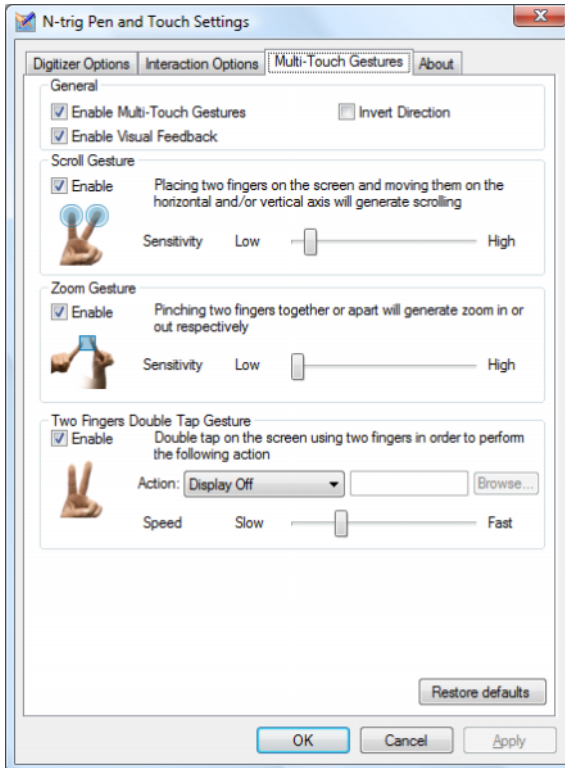 N-trig Pen and Touch Settings
Digitizer Options Interaction Options Multi-Touch Gestures About
General
Enable Multi-Touch Gestures Invert Direction
Enable Visual Feedback
Scroll Gesture
Enable Placing two fingers on the screen and moving them on the
horizontal and/or vertical axis will generate scrolling
Sensitivity Low High
Zoom Gesture
Enable Pinching two fingers together or apart will generate zoom in or
out respectively
Sensitivity Low High
Two Fingers Double Tap Gesture
Enable Double tap on the screen using two fingers in order to perform
the following action
Action: Display Off Browse...
Speed Slow Fast
Restore defaults
OK Cancel Apply